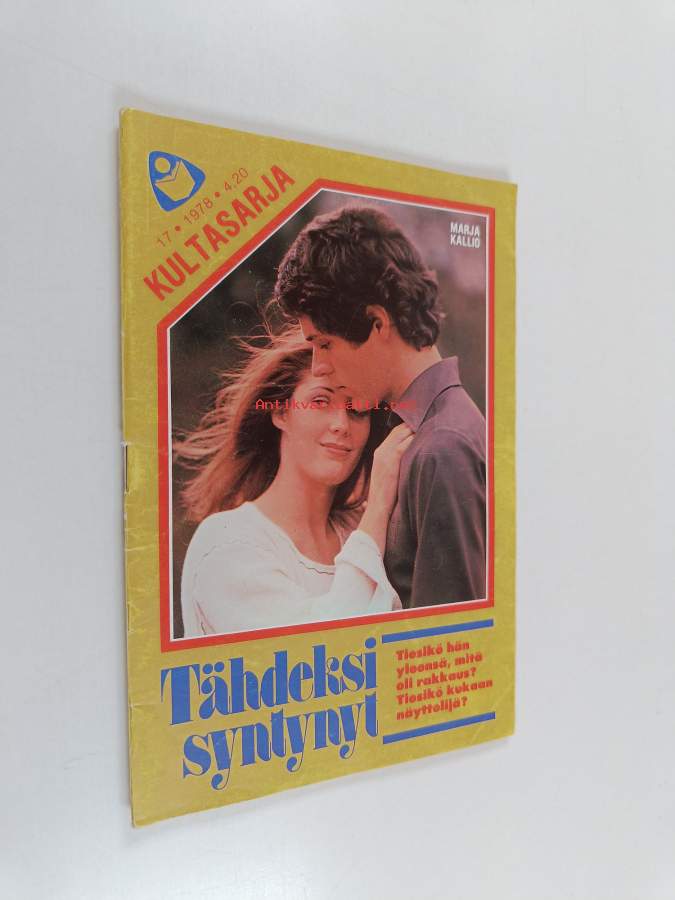 17 • 1978 • 4,20
KULTASARJA
MARJA
KALLIO
Antikvariaatti.net
Tähdeksi
syntynyt
Tiesikö hän
yleensä, mitä
oli rakkaus?
Tiesikö kukaan
näyttelijä?